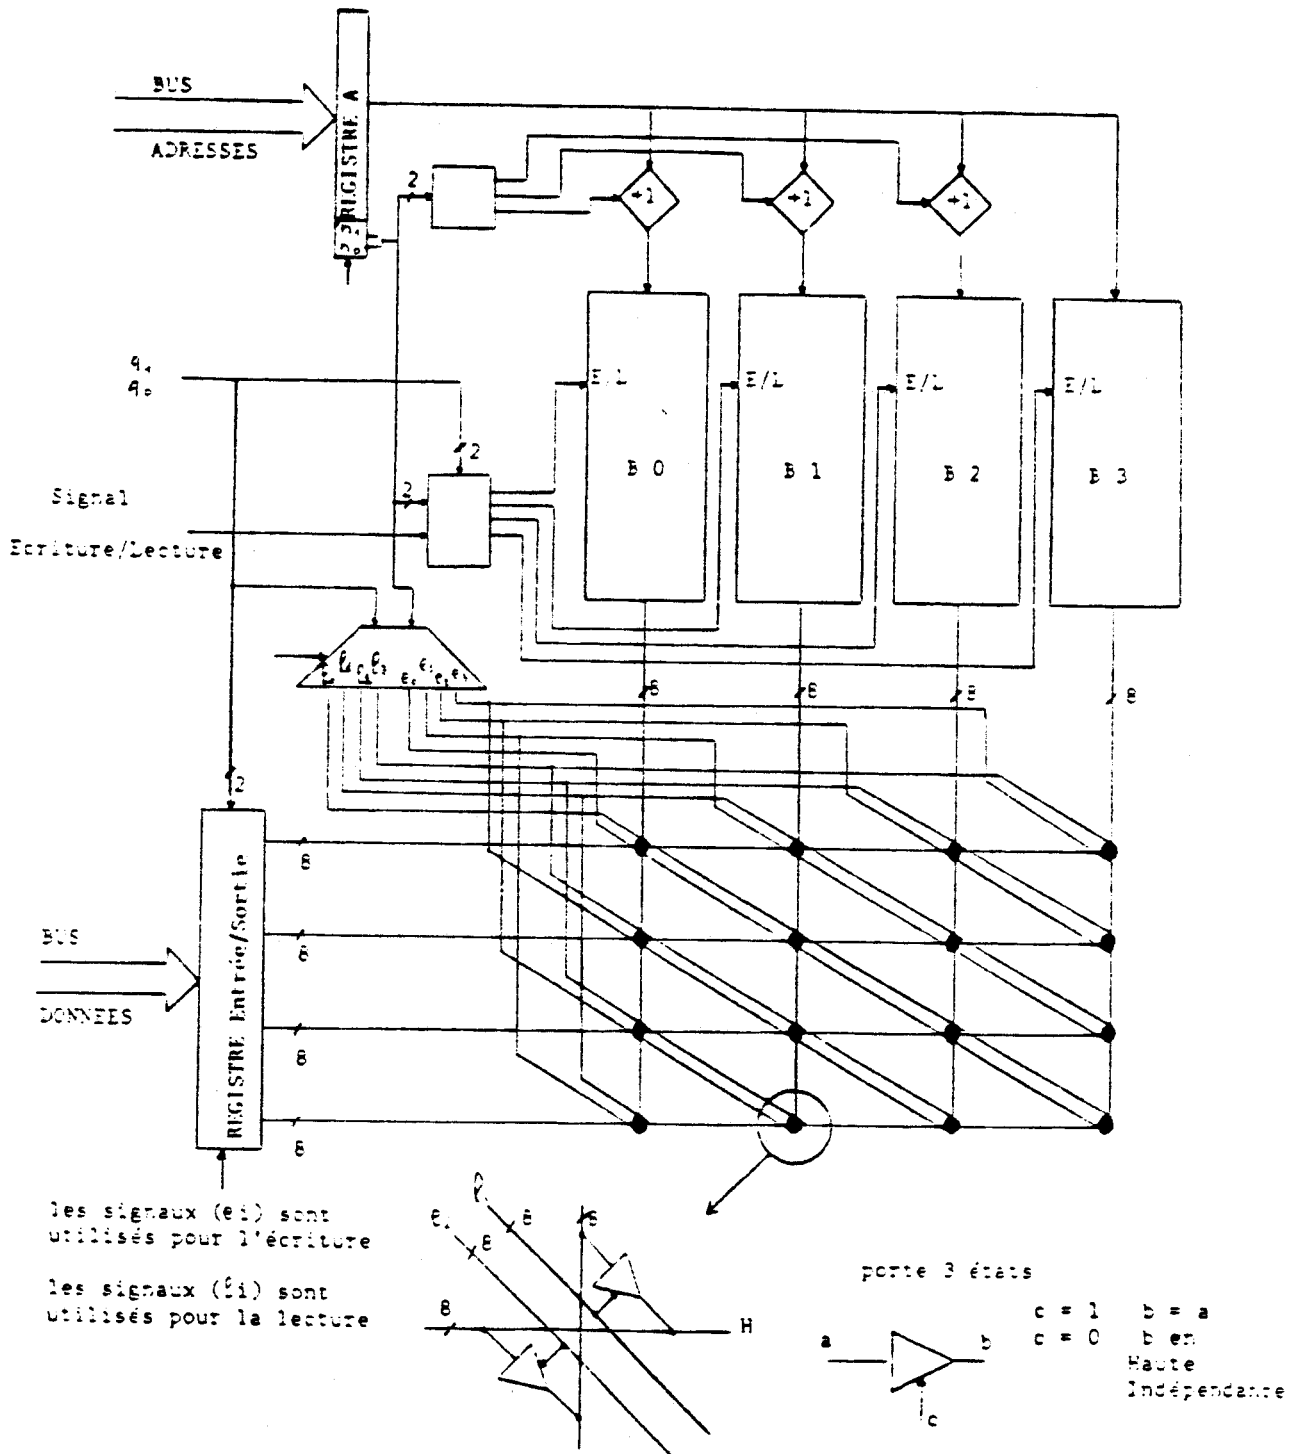 BUS
ADRESSES
REGISTRE A
2
+1
+1
+1
E/L
E/L
E/L
E/L
B 0
B 1
B 2
B 3
2
2
Signal
Ecriture/Lecture
8
8
8
8
2
8
8
8
8
BUS
DONNEES
REGISTRE Entrée/Sortie
les signaux (ei) sont
utilisés pour l'écriture
les signaux (ℓi) sont
utilisés pour la lecture
8
8
8
8
H
porte 3 états
c = 1 b = a
c = 0 b en
Haute
Indépendance
a
b
c